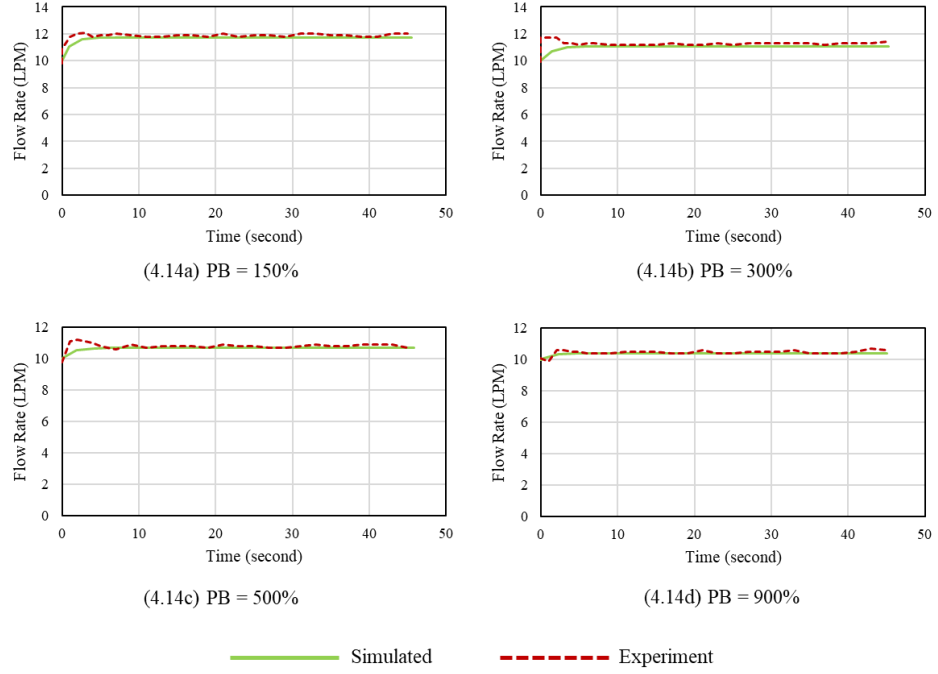 14
12
10
8
6
4
2
0
Flow Rate (LPM)
0 10 20 30 40 50
Time (second)
(4.14a) PB = 150%
14
12
10
8
6
4
2
0
Flow Rate (LPM)
0 10 20 30 40 50
Time (second)
(4.14b) PB = 300%
12
10
8
6
4
2
0
Flow Rate (LPM)
0 10 20 30 40 50
Time (second)
(4.14c) PB = 500%
12
10
8
6
4
2
0
Flow Rate (LPM)
0 10 20 30 40 50
Time (second)
(4.14d) PB = 900%
Simulated Experiment